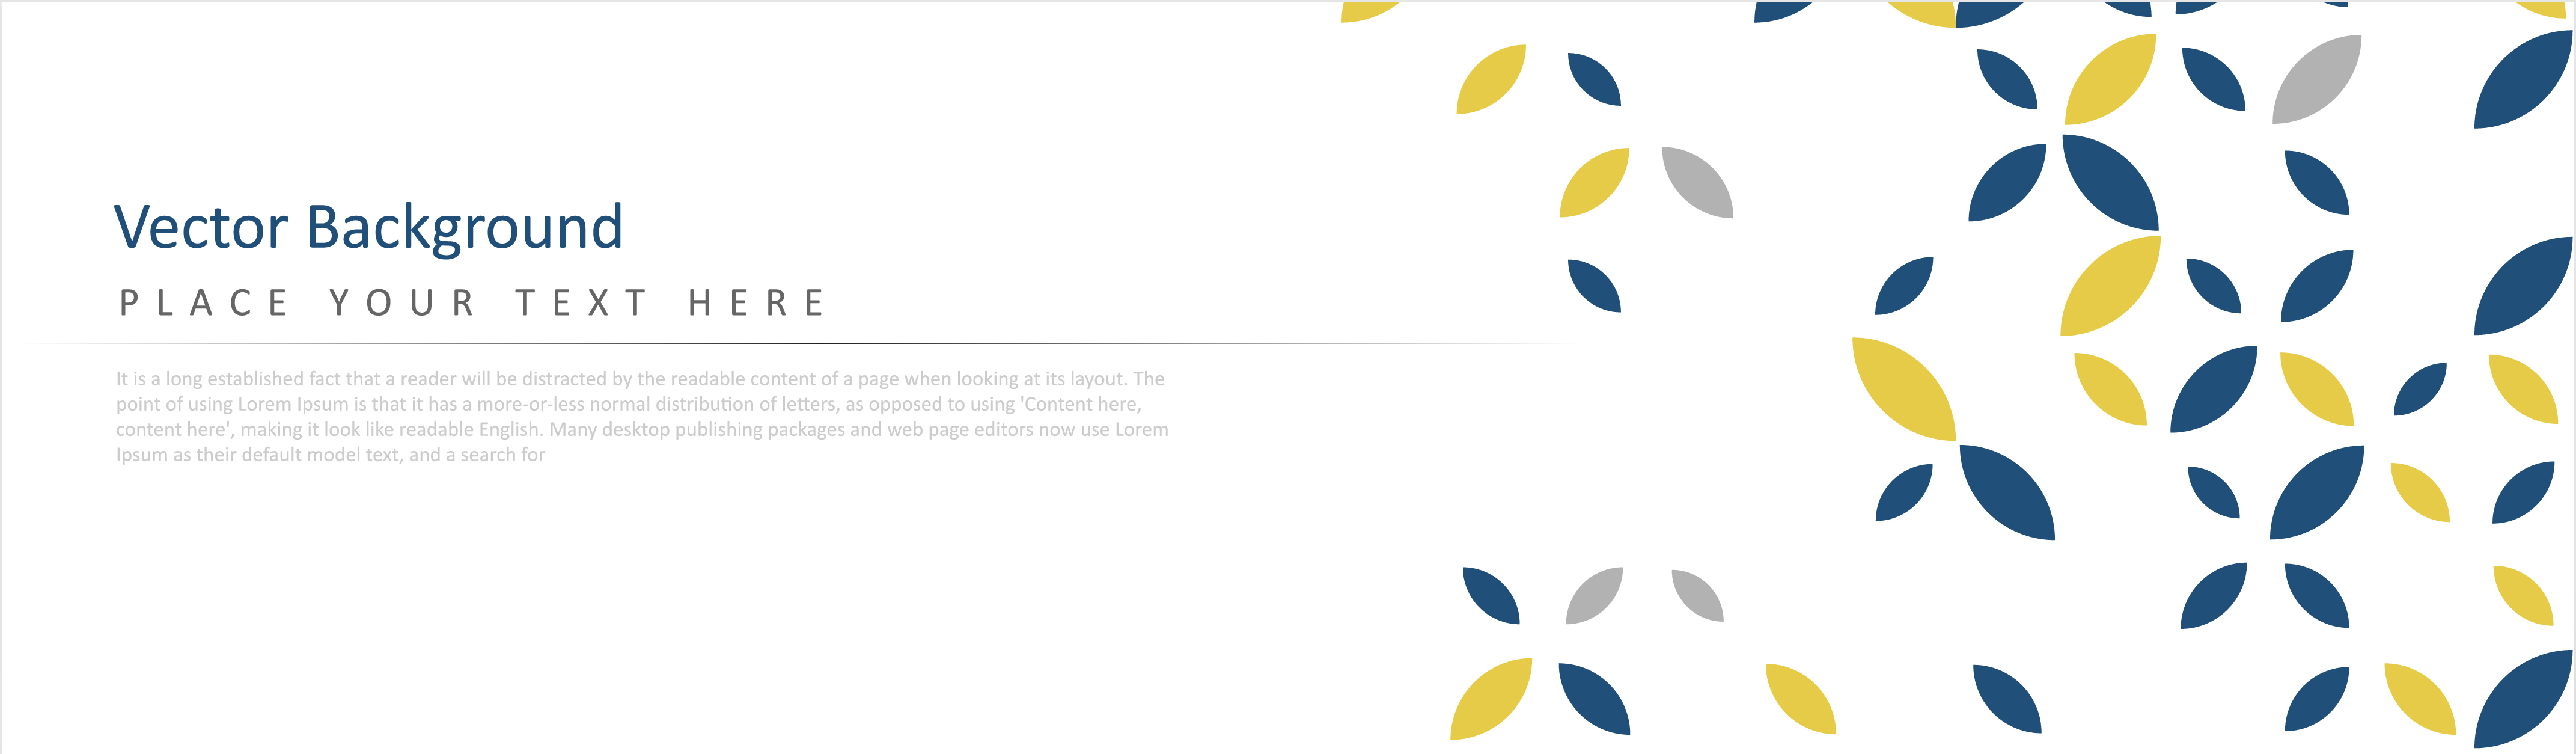 Vector Background
PLACE YOUR TEXT HERE
It is a long established fact that a reader will be distracted by the readable content of a page when looking at its layout. The
point of using Lorem Ipsum is that it has a more-or-less normal distribution of letters, as opposed to using 'Content here,
content here', making it look like readable English. Many desktop publishing packages and web page editors now use Lorem
Ipsum as their default model text, and a search for